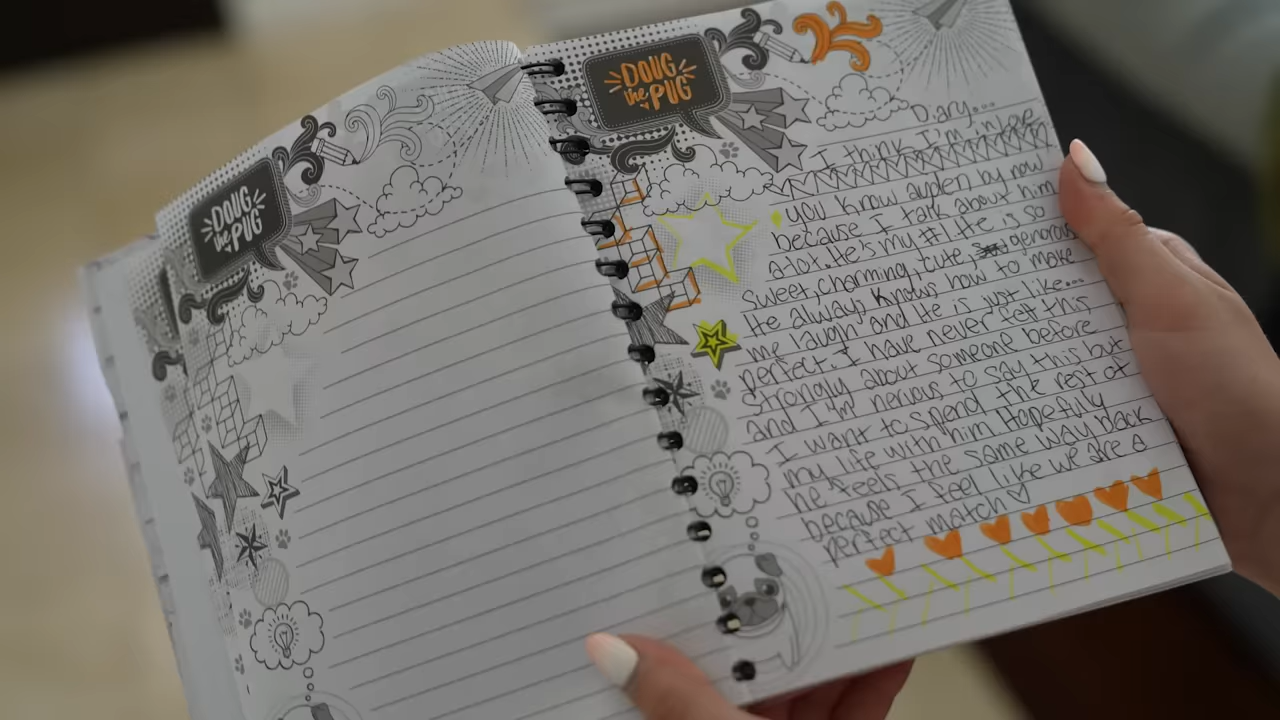 DOUG
the PUG
DOUG
the PUG
Diary...
I think I'm in love
you know ayden by now
because I talk about him
alot. He's my #1. He is so
sweet, charming, cute, generous
He always knows how to make
me laugh and He is just like...
perfect. I have never felt this
strongly about someone before
and I'm nervous to say this but
I want to spend the rest of
my life with him Hopefully
he feels the same way back
because I feel like we are a
perfect match